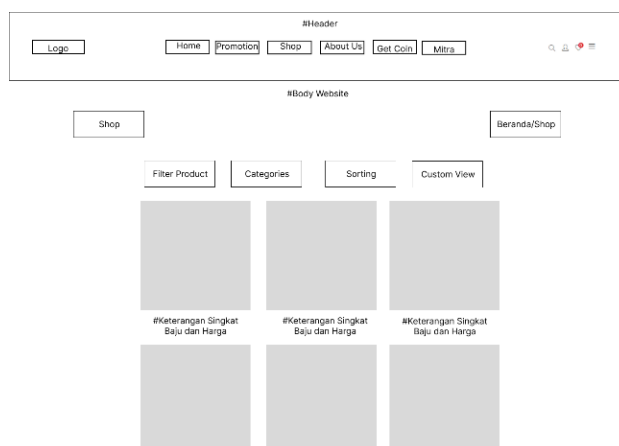 #Header
Logo
Home
Promotion
Shop
About Us
Get Coin
Mitra
#Body Website
Shop
Beranda/Shop
Filter Product
Categories
Sorting
Custom View
#Keterangan Singkat
Baju dan Harga
#Keterangan Singkat
Baju dan Harga
#Keterangan Singkat
Baju dan Harga